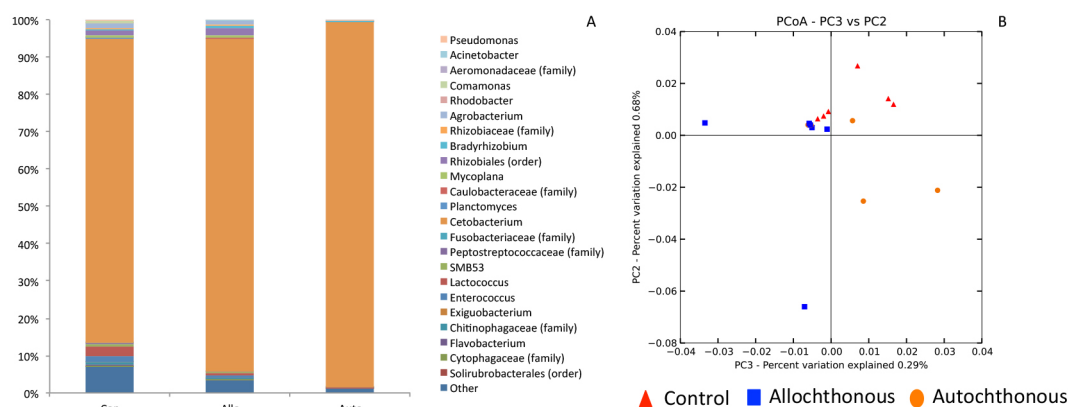 A
100%
90%
80%
70%
60%
50%
40%
30%
20%
10%
0%
Pseudomonas
Acinetobacter
Aeromonadaceae (family)
Comamonas
Rhodobacter
Agrobacterium
Rhizobiaceae (family)
Bradyrhizobium
Rhizobiales (order)
Mycoplana
Caulobacteraceae (family)
Planctomyces
Cetobacterium
Fusobacteriaceae (family)
Peptostreptococcaceae (family)
SMB53
Lactococcus
Enterococcus
Exiguobacterium
Chitinophagaceae (family)
Flavobacterium
Cytophagaceae (family)
Solirubrobacterales (order)
Other
PCoA - PC3 vs PC2
B
PC2 - Percent variation explained 0.68%
0.04
0.02
0.00
−0.02
−0.04
−0.06
−0.08
−0.04 −0.03 −0.02 −0.01 0.00 0.01 0.02 0.03 0.04
PC3 - Percent variation explained 0.29%
Control Allochthonous Autochthonous